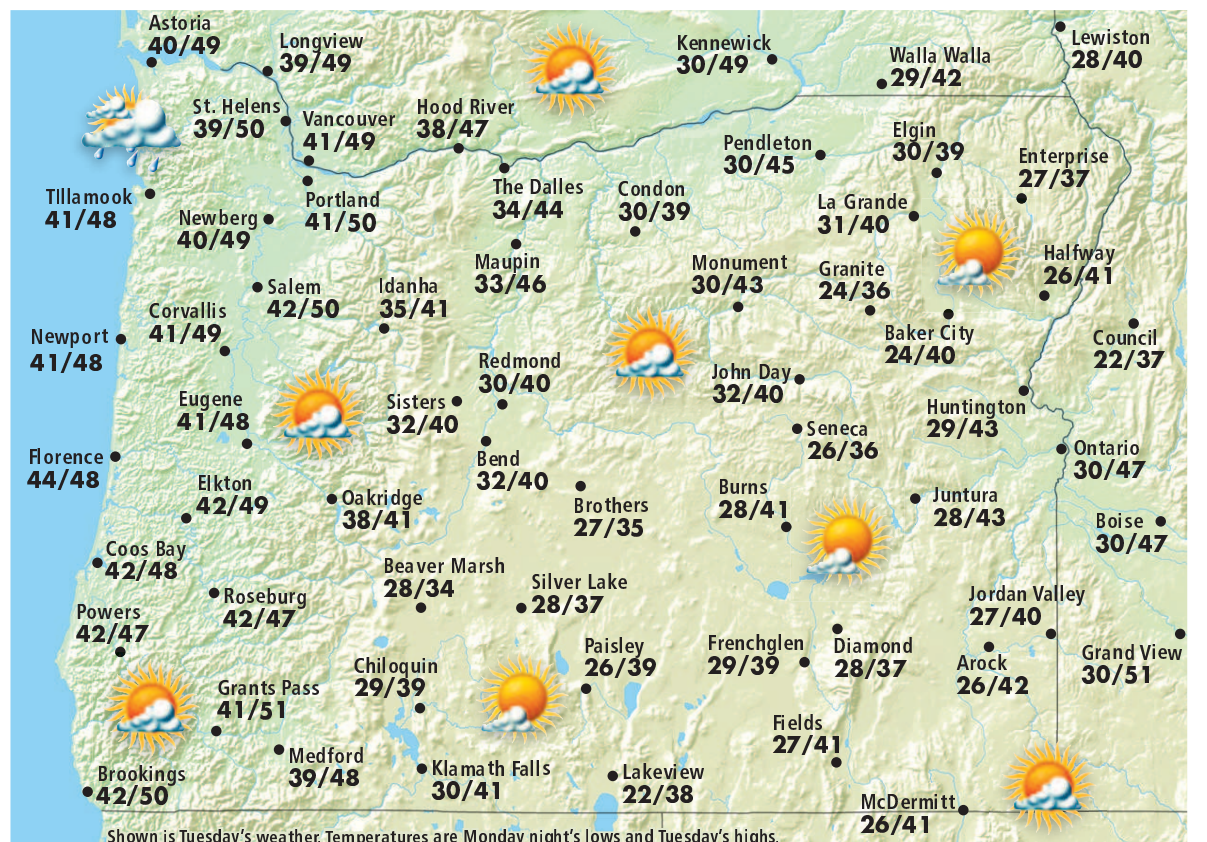 Astoria
40/49
Longview
39/49
Kennewick
30/49
Walla Walla
29/42
Lewiston
28/40
St. Helens
39/50
Vancouver
41/49
Hood River
38/47
Pendleton
30/45
Elgin
30/39
Enterprise
27/37
TIllamook
41/48
Newberg
40/49
Portland
41/50
The Dalles
34/44
Condon
30/39
La Grande
31/40
Maupin
33/46
Monument
30/43
Granite
24/36
Halfway
26/41
Salem
42/50
Idanha
35/41
Corvallis
41/49
Newport
41/48
Baker City
24/40
Council
22/37
Redmond
30/40
John Day
32/40
Eugene
41/48
Sisters
32/40
Huntington
29/43
Seneca
26/36
Ontario
30/47
Florence
44/48
Bend
32/40
Elkton
42/49
Oakridge
38/41
Brothers
27/35
Burns
28/41
Juntura
28/43
Boise
30/47
Coos Bay
42/48
Beaver Marsh
28/34
Silver Lake
28/37
Roseburg
42/47
Jordan Valley
27/40
Powers
42/47
Paisley
26/39
Frenchglen
29/39
Diamond
28/37
Arock
26/42
Grand View
30/51
Chiloquin
29/39
Grants Pass
41/51
Fields
27/41
Medford
39/48
Klamath Falls
30/41
Lakeview
22/38
Brookings
42/50
McDermitt
26/41
Shown is Tuesday's weather. Temperatures are Monday night's lows and Tuesday's highs.